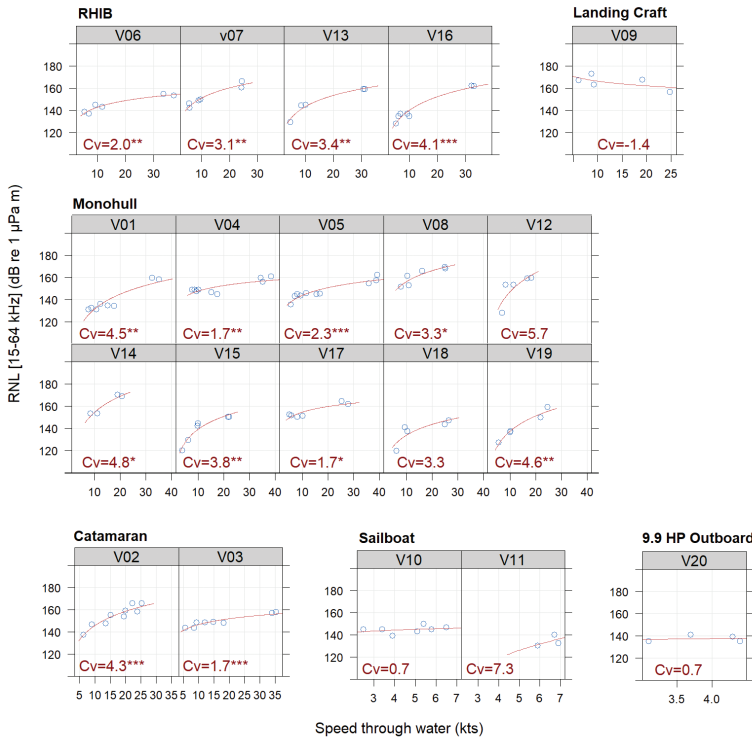 RHIB
Landing Craft
V06 v07 V13 V16 V09
180
160
140
120
Cv=2.0** Cv=3.1** Cv=3.4** Cv=4.1***
180
160
140
120
Cv=-1.4
10 20 30 10 20 30 10 20 30 10 20 30
10 15 20 25
RNL [15-64 kHz] (dB re 1 µPa m)
Monohull
V01 V04 V05 V08 V12
180
160
140
120
Cv=4.5** Cv=1.7** Cv=2.3*** Cv=3.3* Cv=5.7
V14 V15 V17 V18 V19
180
160
140
120
Cv=4.8* Cv=3.8** Cv=1.7* Cv=3.3 Cv=4.6**
10 20 30 40 10 20 30 40 10 20 30 40 10 20 30 40 10 20 30 40
Catamaran
Sailboat
9.9 HP Outboard
V02 V03 V10 V11 V20
180
160
140
120
Cv=4.3*** Cv=1.7***
180
160
140
120
Cv=0.7 Cv=7.3
180
160
140
120
Cv=0.7
5 10 15 20 25 30 35 5 10 15 20 25 30 35
3 4 5 6 7 3 4 5 6 7
3.5 4.0
Speed through water (kts)